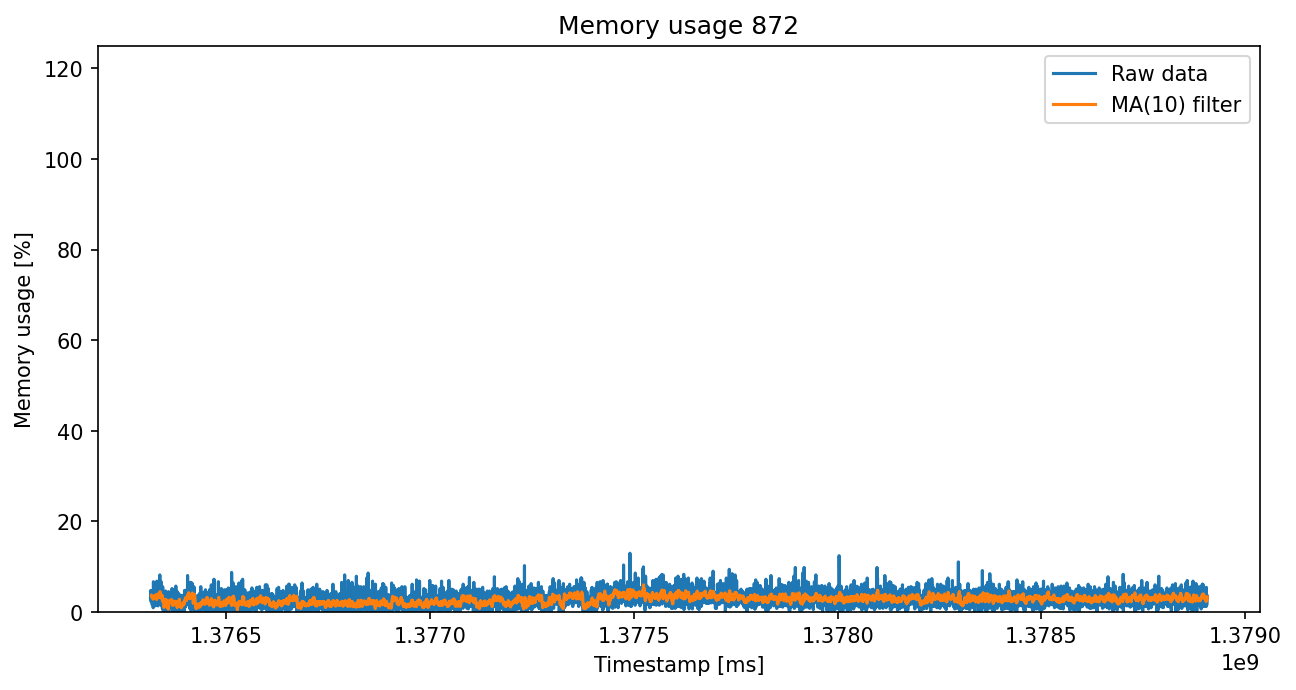 Memory usage 872
Raw data
MA(10) filter
Memory usage [%]
120
100
80
60
40
20
0
1.3765 1.3770 1.3775 1.3780 1.3785 1.3790
1e9
Timestamp [ms]